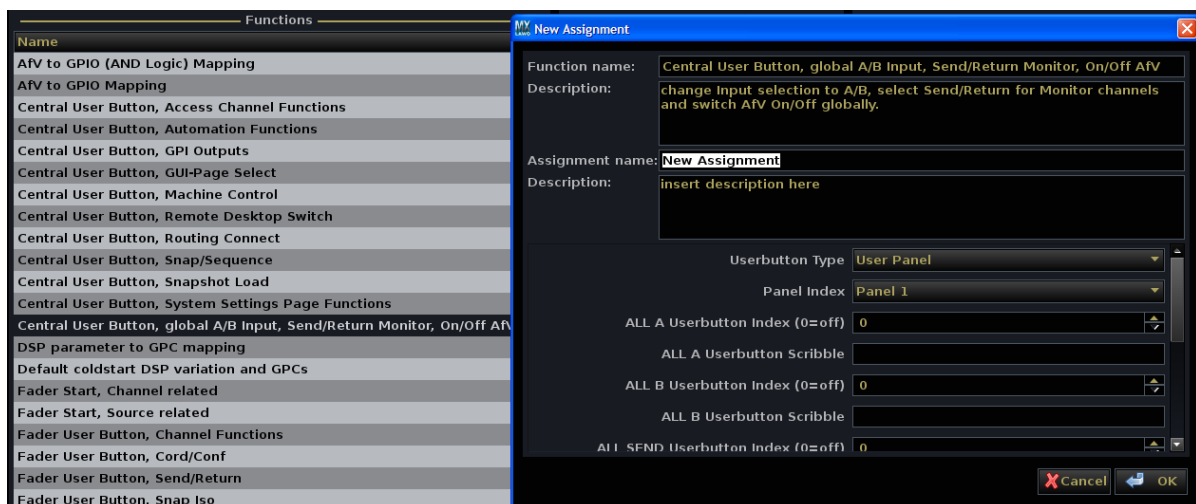 Functions
Name
AfV to GPIO (AND Logic) Mapping
AfV to GPIO Mapping
Central User Button, Access Channel Functions
Central User Button, Automation Functions
Central User Button, GPI Outputs
Central User Button, GUI-Page Select
Central User Button, Machine Control
Central User Button, Remote Desktop Switch
Central User Button, Routing Connect
Central User Button, Snap/Sequence
Central User Button, Snapshot Load
Central User Button, System Settings Page Functions
Central User Button, global A/B Input, Send/Return Monitor, On/Off AfV
DSP parameter to GPC mapping
Default coldstart DSP variation and GPCs
Fader Start, Channel related
Fader Start, Source related
Fader User Button, Channel Functions
Fader User Button, Cord/Conf
Fader User Button, Send/Return
Fader User Button, Snap Iso
MY LAWO New Assignment
Function name: Central User Button, global A/B Input, Send/Return Monitor, On/Off AfV
Description: change Input selection to A/B, select Send/Return for Monitor channels
and switch AfV On/Off globally.
Assignment name: New Assignment
Description: insert description here
Userbutton Type User Panel
Panel Index Panel 1
ALL A Userbutton Index (0=off) 0
ALL A Userbutton Scribble
ALL B Userbutton Index (0=off) 0
ALL B Userbutton Scribble
ALL SEND Userbutton Index (0=off) 0
Cancel OK